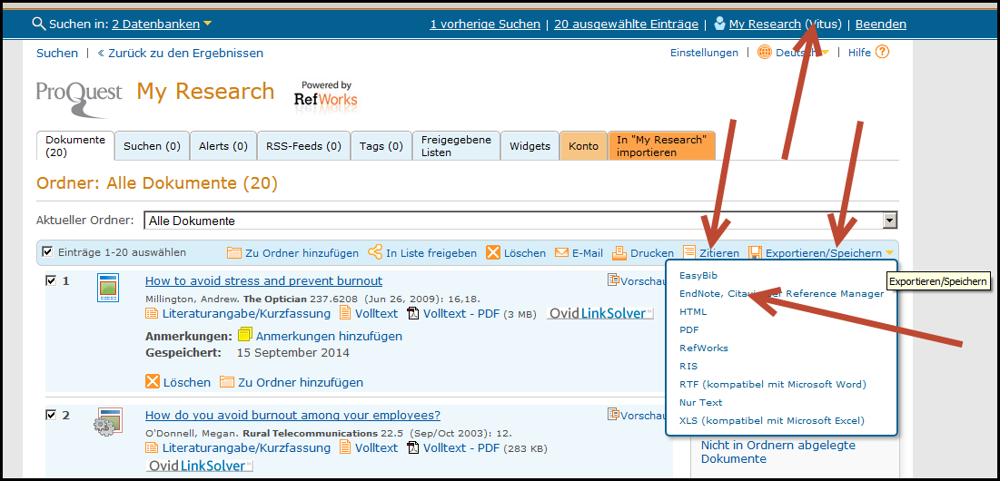 Suchen in: 2 Datenbanken
1 vorherige Suchen | 20 ausgewählte Einträge | My Research (Vitus) | Beenden
Suchen | « Zurück zu den Ergebnissen
Einstellungen | Deutsch | Hilfe ?
ProQuest My Research Powered by RefWorks
Dokumente (20)
Suchen (0)
Alerts (0)
RSS-Feeds (0)
Tags (0)
Freigegebene Listen
Widgets
Konto
In "My Research" importieren
Ordner: Alle Dokumente (20)
Aktueller Ordner: Alle Dokumente
Einträge 1-20 auswählen
Zu Ordner hinzufügen
In Liste freigeben
Löschen
E-Mail
Drucken
Zitieren
Exportieren/Speichern
EasyBib
EndNote, Citavi Reference Manager
HTML
PDF
RefWorks
RIS
RTF (kompatibel mit Microsoft Word)
Nur Text
XLS (kompatibel mit Microsoft Excel)
Exportieren/Speichern
1 How to avoid stress and prevent burnout
Vorschau
Millington, Andrew. The Optician 237.6208 (Jun 26, 2009): 16,18.
Literaturangabe/Kurzfassung Volltext Volltext - PDF (3 MB) Ovid LinkSolver™
Anmerkungen: Anmerkungen hinzufügen
Gespeichert: 15 September 2014
Löschen Zu Ordner hinzufügen
2 How do you avoid burnout among your employees?
Vorschau
O'Donnell, Megan. Rural Telecommunications 22.5 (Sep/Oct 2003): 12.
Literaturangabe/Kurzfassung Volltext Volltext - PDF (283 KB)
Ovid LinkSolver™
Nicht in Ordnern abgelegte
Dokumente